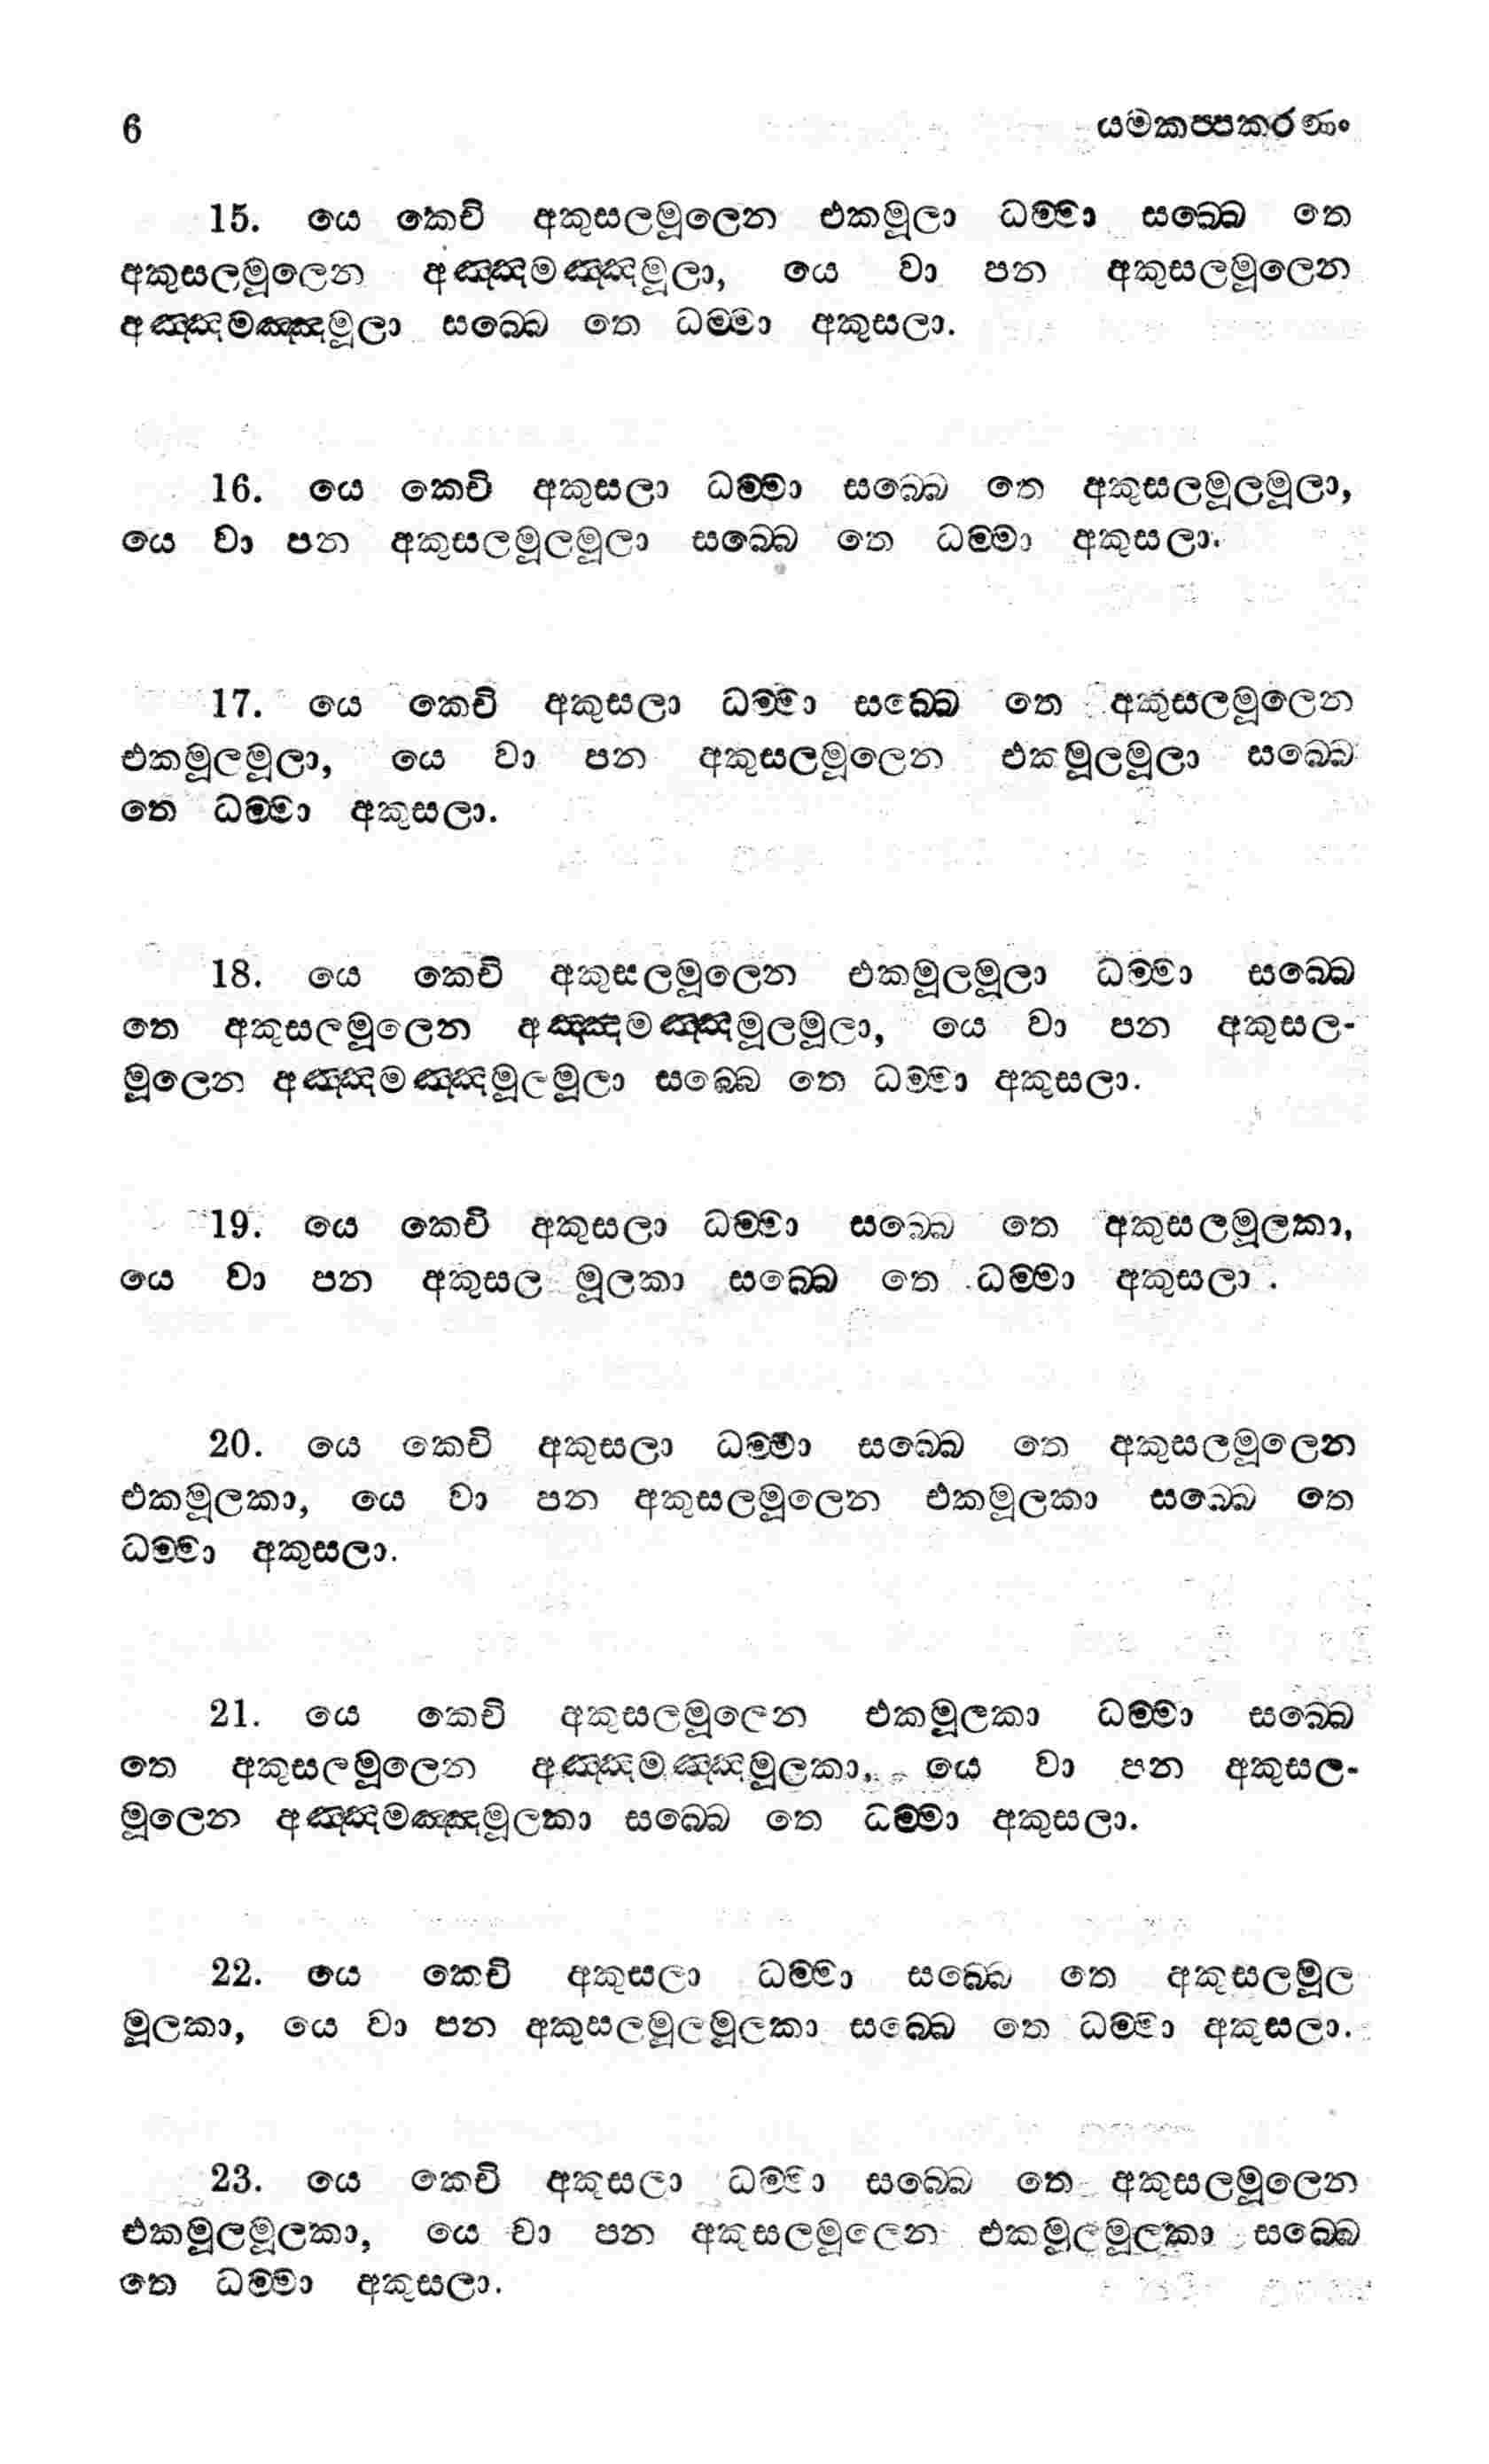 6 යමකප්පකරණං
15. යෙ කෙචි අකුසලමූලෙන එකමූලා ධම්මා සබ්බෙ තෙ
අකුසලමූලෙන අඤ්ඤමඤ්ඤමූලා, යෙ වා පන අකුසලමූලෙන
අඤ්ඤමඤ්ඤමූලා සබ්බෙ තෙ ධම්මා අකුසලා.
16. යෙ කෙචි අකුසලා ධම්මා සබ්බෙ තෙ අකුසලමූලමූලා,
යෙ වා පන අකුසලමූලමූලා සබ්බෙ තෙ ධම්මා අකුසලා.
17. යෙ කෙචි අකුසලා ධම්මා සබ්බෙ තෙ අකුසලමූලෙන
එකමූලමූලා, යෙ වා පන අකුසලමූලෙන එකමූලමූලා සබ්බෙ
තෙ ධම්මා අකුසලා.
18. යෙ කෙචි අකුසලමූලෙන එකමූලමූලා ධම්මා සබ්බෙ
තෙ අකුසලමූලෙන අඤ්ඤමඤ්ඤමූලමූලා, යෙ වා පන අකුසල-
මූලෙන අඤ්ඤමඤ්ඤමූලමූලා සබ්බෙ තෙ ධම්මා අකුසලා.
19. යෙ කෙචි අකුසලා ධම්මා සබ්බෙ තෙ අකුසලමූලකා,
යෙ වා පන අකුසල මූලකා සබ්බෙ තෙ ධම්මා අකුසලා.
20. යෙ කෙචි අකුසලා ධම්මා සබ්බෙ තෙ අකුසලමූලෙන
එකමූලකා, යෙ වා පන අකුසලමූලෙන එකමූලකා සබ්බෙ තෙ
ධම්මා අකුසලා.
21. යෙ කෙචි අකුසලමූලෙන එකමූලකා ධම්මා සබ්බෙ
තෙ අකුසලමූලෙන අඤ්ඤමඤ්ඤමූලකා, යෙ වා පන අකුසල-
මූලෙන අඤ්ඤමඤ්ඤමූලකා සබ්බෙ තෙ ධම්මා අකුසලා.
22. යෙ කෙචි අකුසලා ධම්මා සබ්බෙ තෙ අකුසලමූල
මූලකා, යෙ වා පන අකුසලමූලමූලකා සබ්බෙ තෙ ධම්මා අකුසලා.
23. යෙ කෙචි අකුසලා ධම්මා සබ්බෙ තෙ අකුසලමූලෙන
එකමූලමූලකා, යෙ වා පන අකුසලමූලෙන එකමූලමූලකා සබ්බෙ
තෙ ධම්මා අකුසලා.